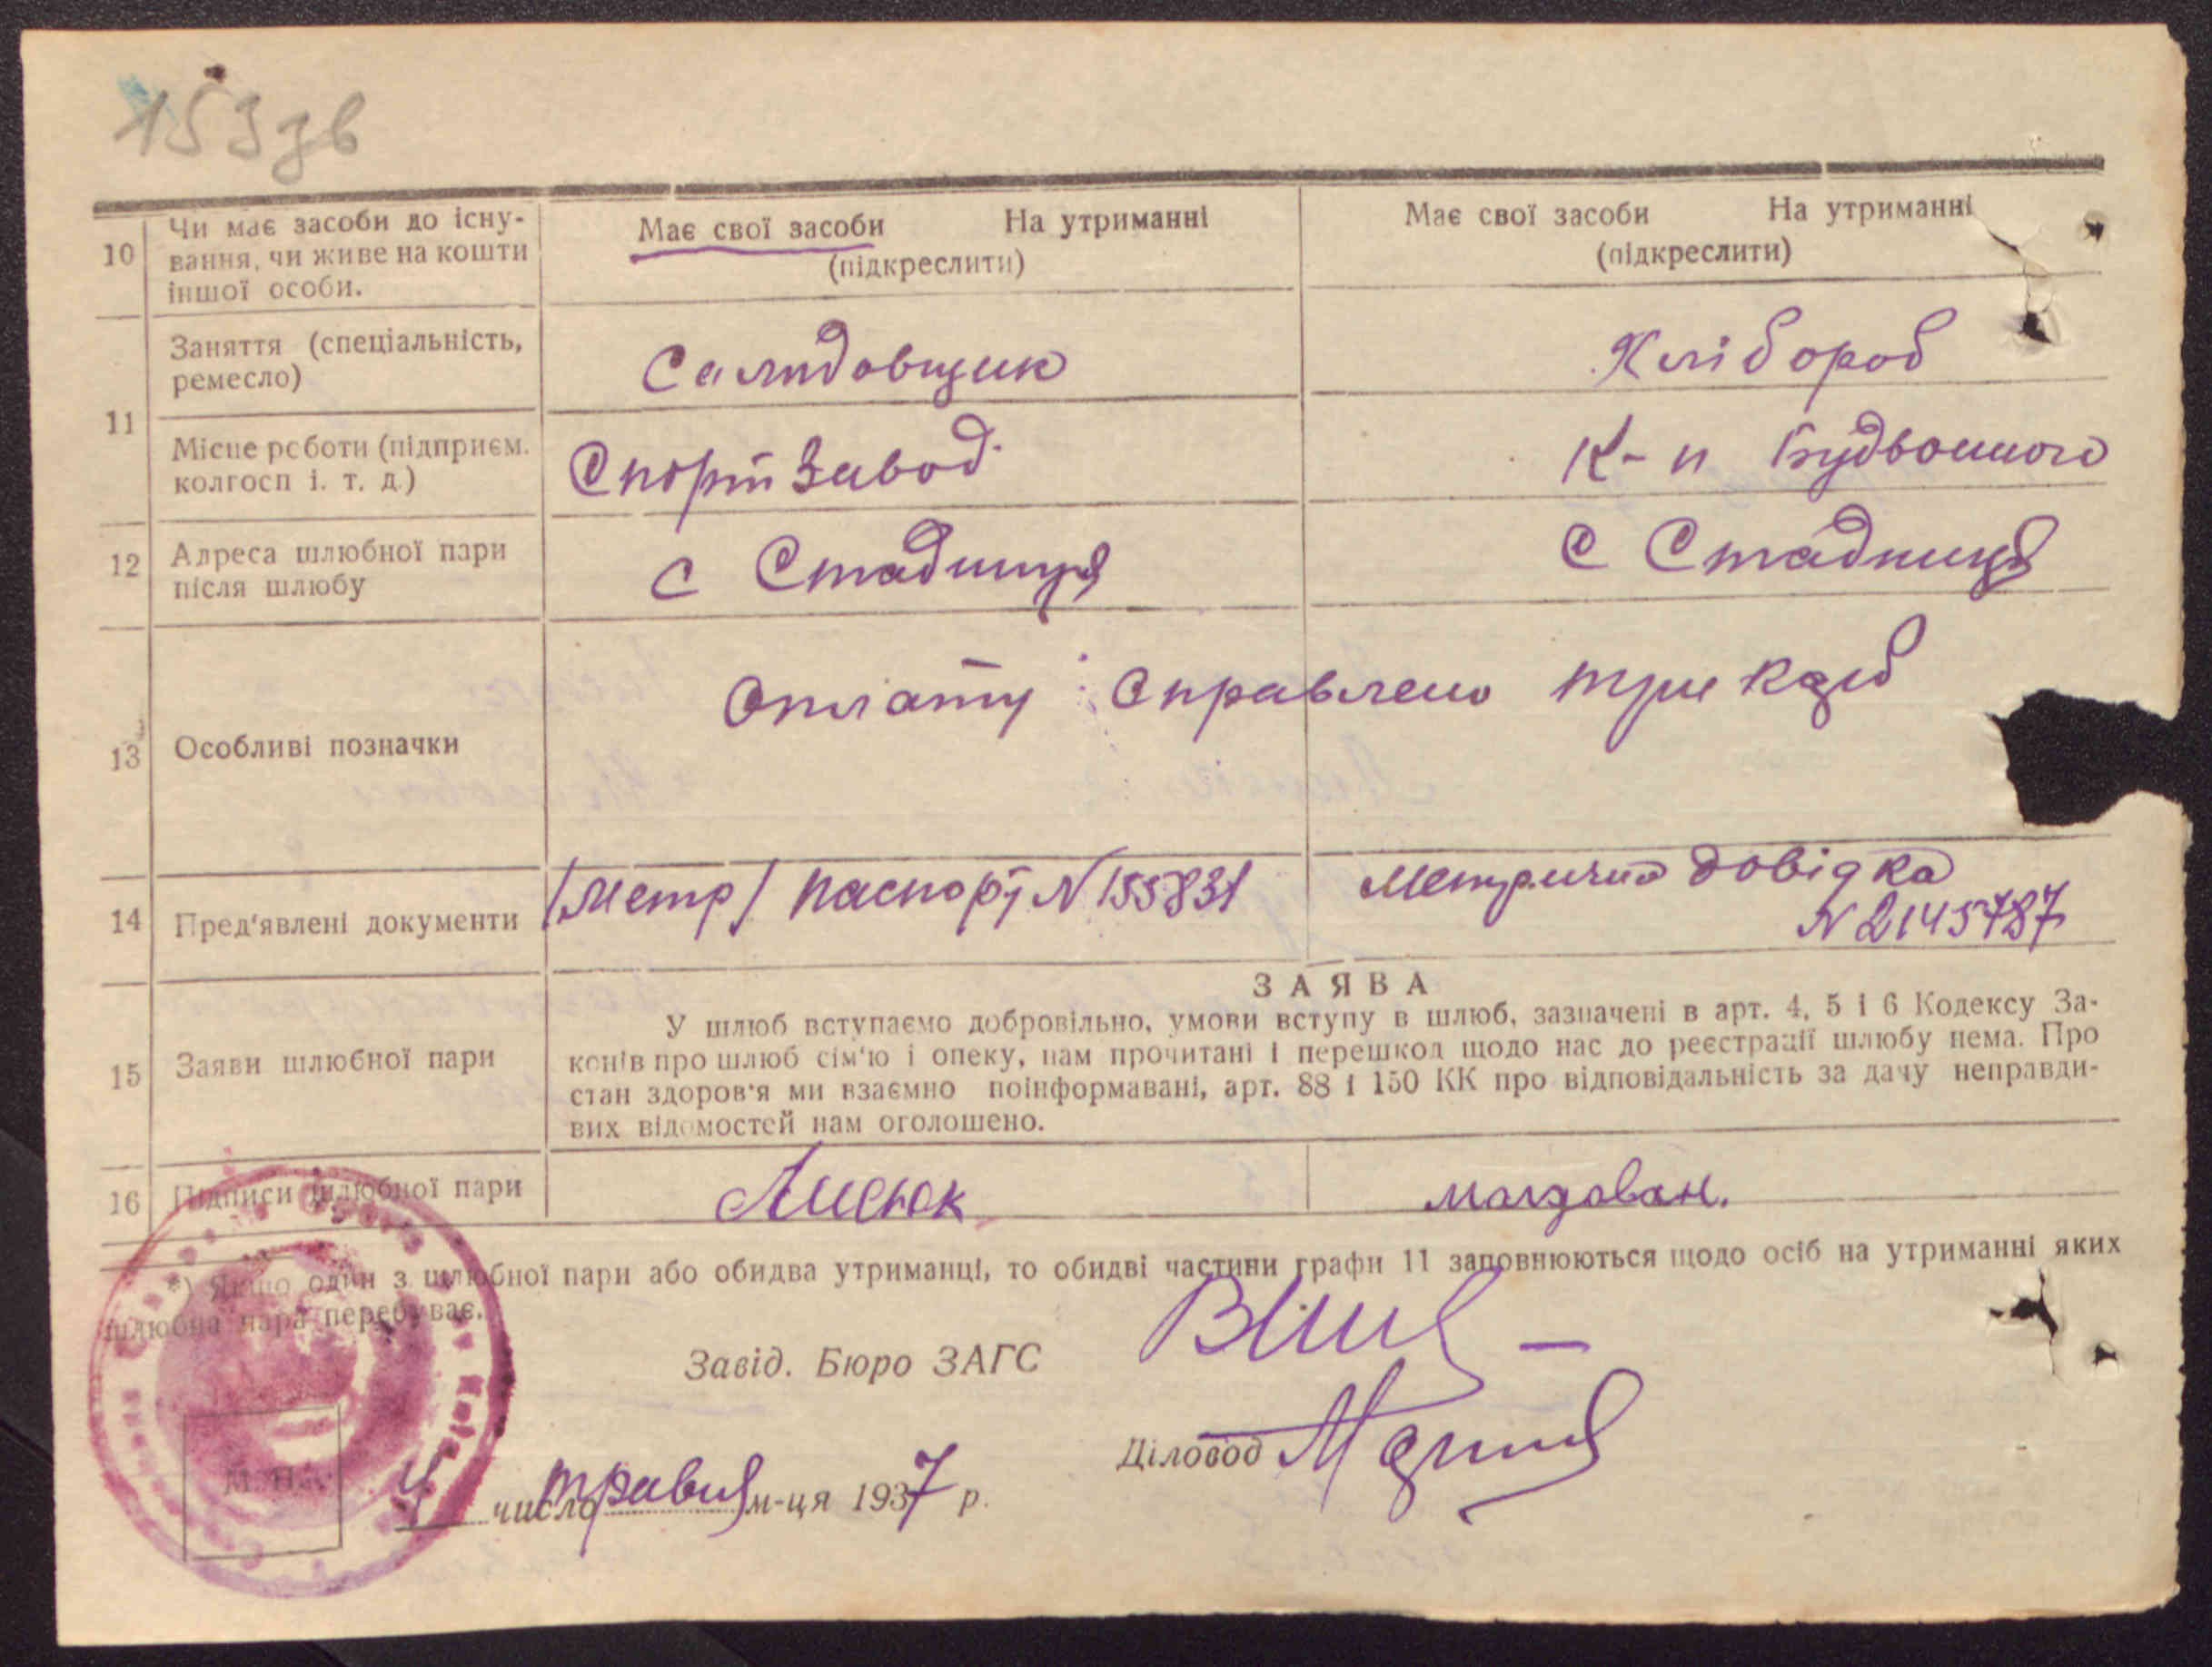 153зв
10
Чи має засоби до існу-
вання, чи живе на кошти
іншої особи.
Має свої засоби На утриманні
(підкреслити)
Має свої засоби На утриманні
(підкреслити)
11
Заняття (спеціальність,
ремесло)
Солидовщик
Хлібороб
Місце роботи (підприєм.
колгосп і. т. д.)
Спорт Завод.
К-п Будьонного
12
Адреса шлюбної пари
після шлюбу
с Стадниця
с Стадниця
13
Особливі позначки
Оплату справлено три карб
14
Пред'явлені документи
/Метр/ паспорт N 155831
Метрична довідка
N 2145787
15
Заяви шлюбної пари
ЗАЯВА
У шлюб вступаємо добровільно, умови вступу в шлюб, зазначені в арт. 4, 5 і 6 Кодексу За-
конів про шлюб сім'ю і опеку, нам прочитані і перешкод щодо нас до реєстрації шлюбу нема. Про
стан здоров'я ми взаємно поінформавані, арт. 88 і 150 КК про відповідальність за дачу неправди-
вих відомостей нам оголошено.
16
Підписи шлюбної пари
Лисюк
молдован.
*) Якщо один з шлюбної пари або обидва утриманці, то обидві частини графи 11 заповнюються щодо осіб на утриманні яких
шлюбна пара перебуває.
Завід. Бюро ЗАГС
Діловод
М. П.
4 число травня м-ця 1937 р.